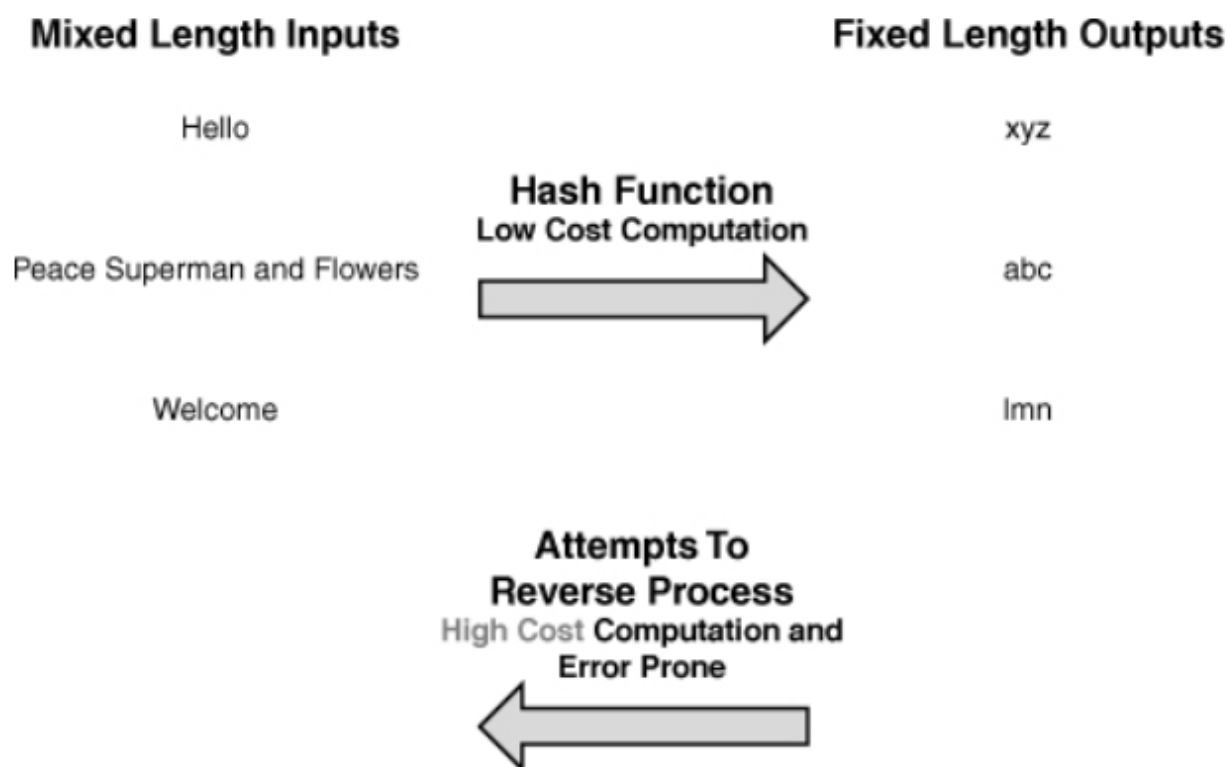 Mixed Length Inputs
Fixed Length Outputs
Hello
xyz
Hash Function
Low Cost Computation
Peace Superman and Flowers
abc
Welcome
lmn
Attempts To
Reverse Process
High Cost Computation and
Error Prone